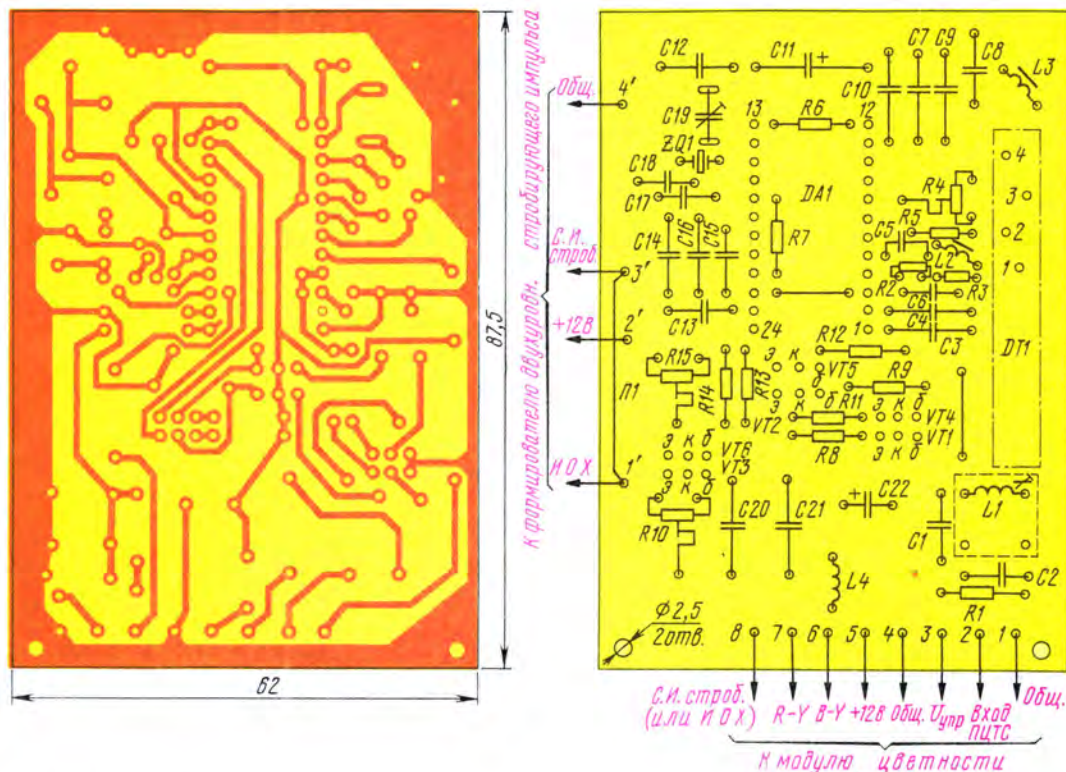 87,5
62
К формирователю двухуровн. стробирующего импульса
Общ.
С.И. строб.
+12В
ИОХ
4'
3'
2'
1'
П1
C12
C11
+
C7
C9
C8
L3
C10
C19
13
R6
12
ZQ1
C18
C17
DA1
4
R4
3
R5
2
C5
C14
C16
C15
R7
L2
1
R2
R3
C6
C4
C13
24
1
C3
R12
DT1
R15
R14
R13
э к б
VT5
R9
э к б
VT2
R11
э к б
VT4
R8
э к б
VT1
э к б
VT6
VT3
э к б
R10
C20
C21
+
C22
C1
L1
L4
C2
R1
Ф2,5
2отв.
8 7 6 5 4 3 2 1
С.И. строб.
(или ИОХ)
R-Y
B-Y
+12В
Общ.
Uупр
Вход
ПЦТС
Общ.
К модулю цветности